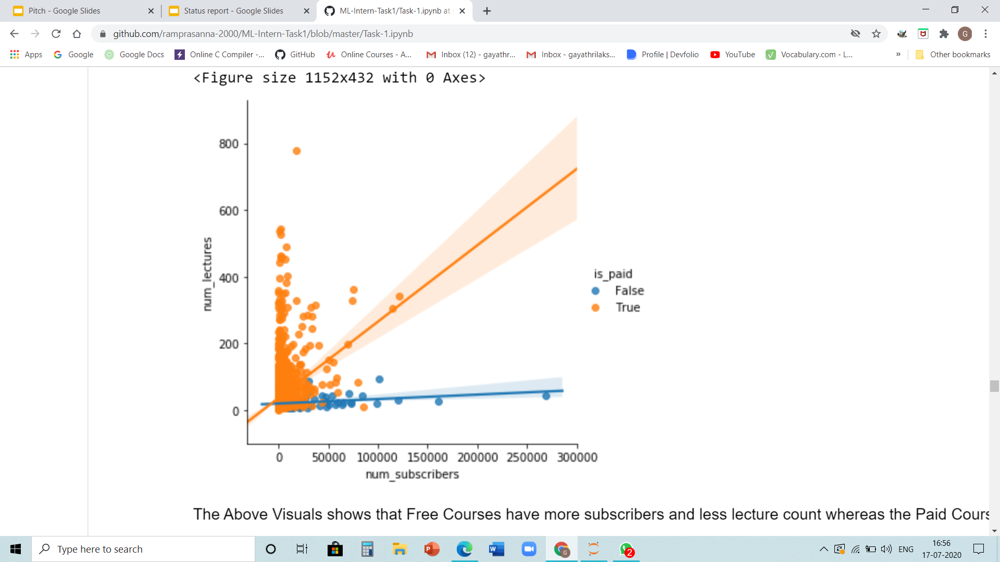 Pitch - Google Slides
Status report - Google Slides
ML-Intern-Task1/Task-1.ipynb at
github.com/ramprasanna-2000/ML-Intern-Task1/blob/master/Task-1.ipynb
G
Apps
Google
Google Docs
Online C Compiler -...
GitHub
Online Courses - A...
Inbox (12) - gayathr...
Inbox - gayathrilaks...
Profile | Devfolio
YouTube
Vocabulary.com - L...
»
Other bookmarks
<Figure size 1152x432 with 0 Axes>
800
600
400
200
0
num_lectures
is_paid
False
True
0 50000 100000 150000 200000 250000 300000
num_subscribers
The Above Visuals shows that Free Courses have more subscribers and less lecture count whereas the Paid Cours
Type here to search
2
ENG
16:56
17-07-2020